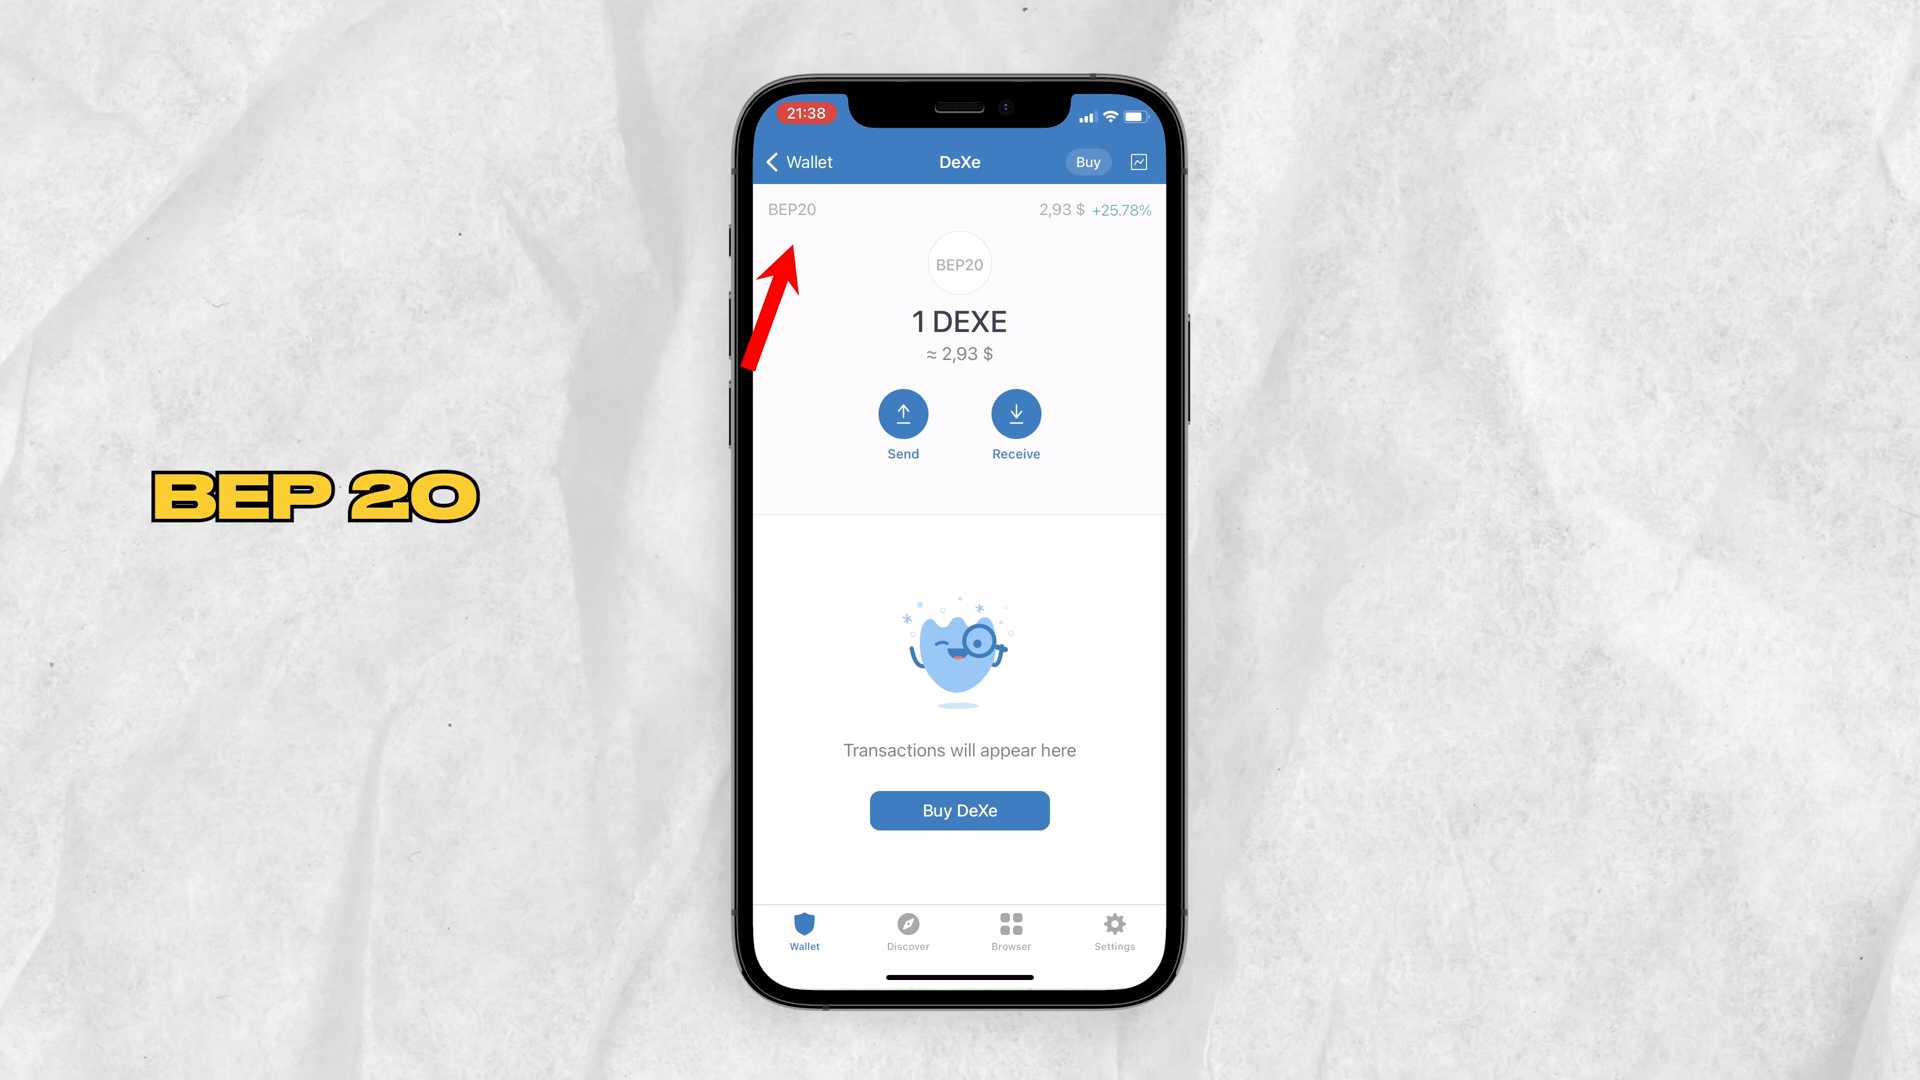 21:38
Wallet DeXe Buy
BEP20 2,93 $ +25.78%
BEP20
1 DEXE
≈ 2,93 $
Send Receive
BEP 20
Transactions will appear here
Buy DeXe
Wallet Discover Browser Settings